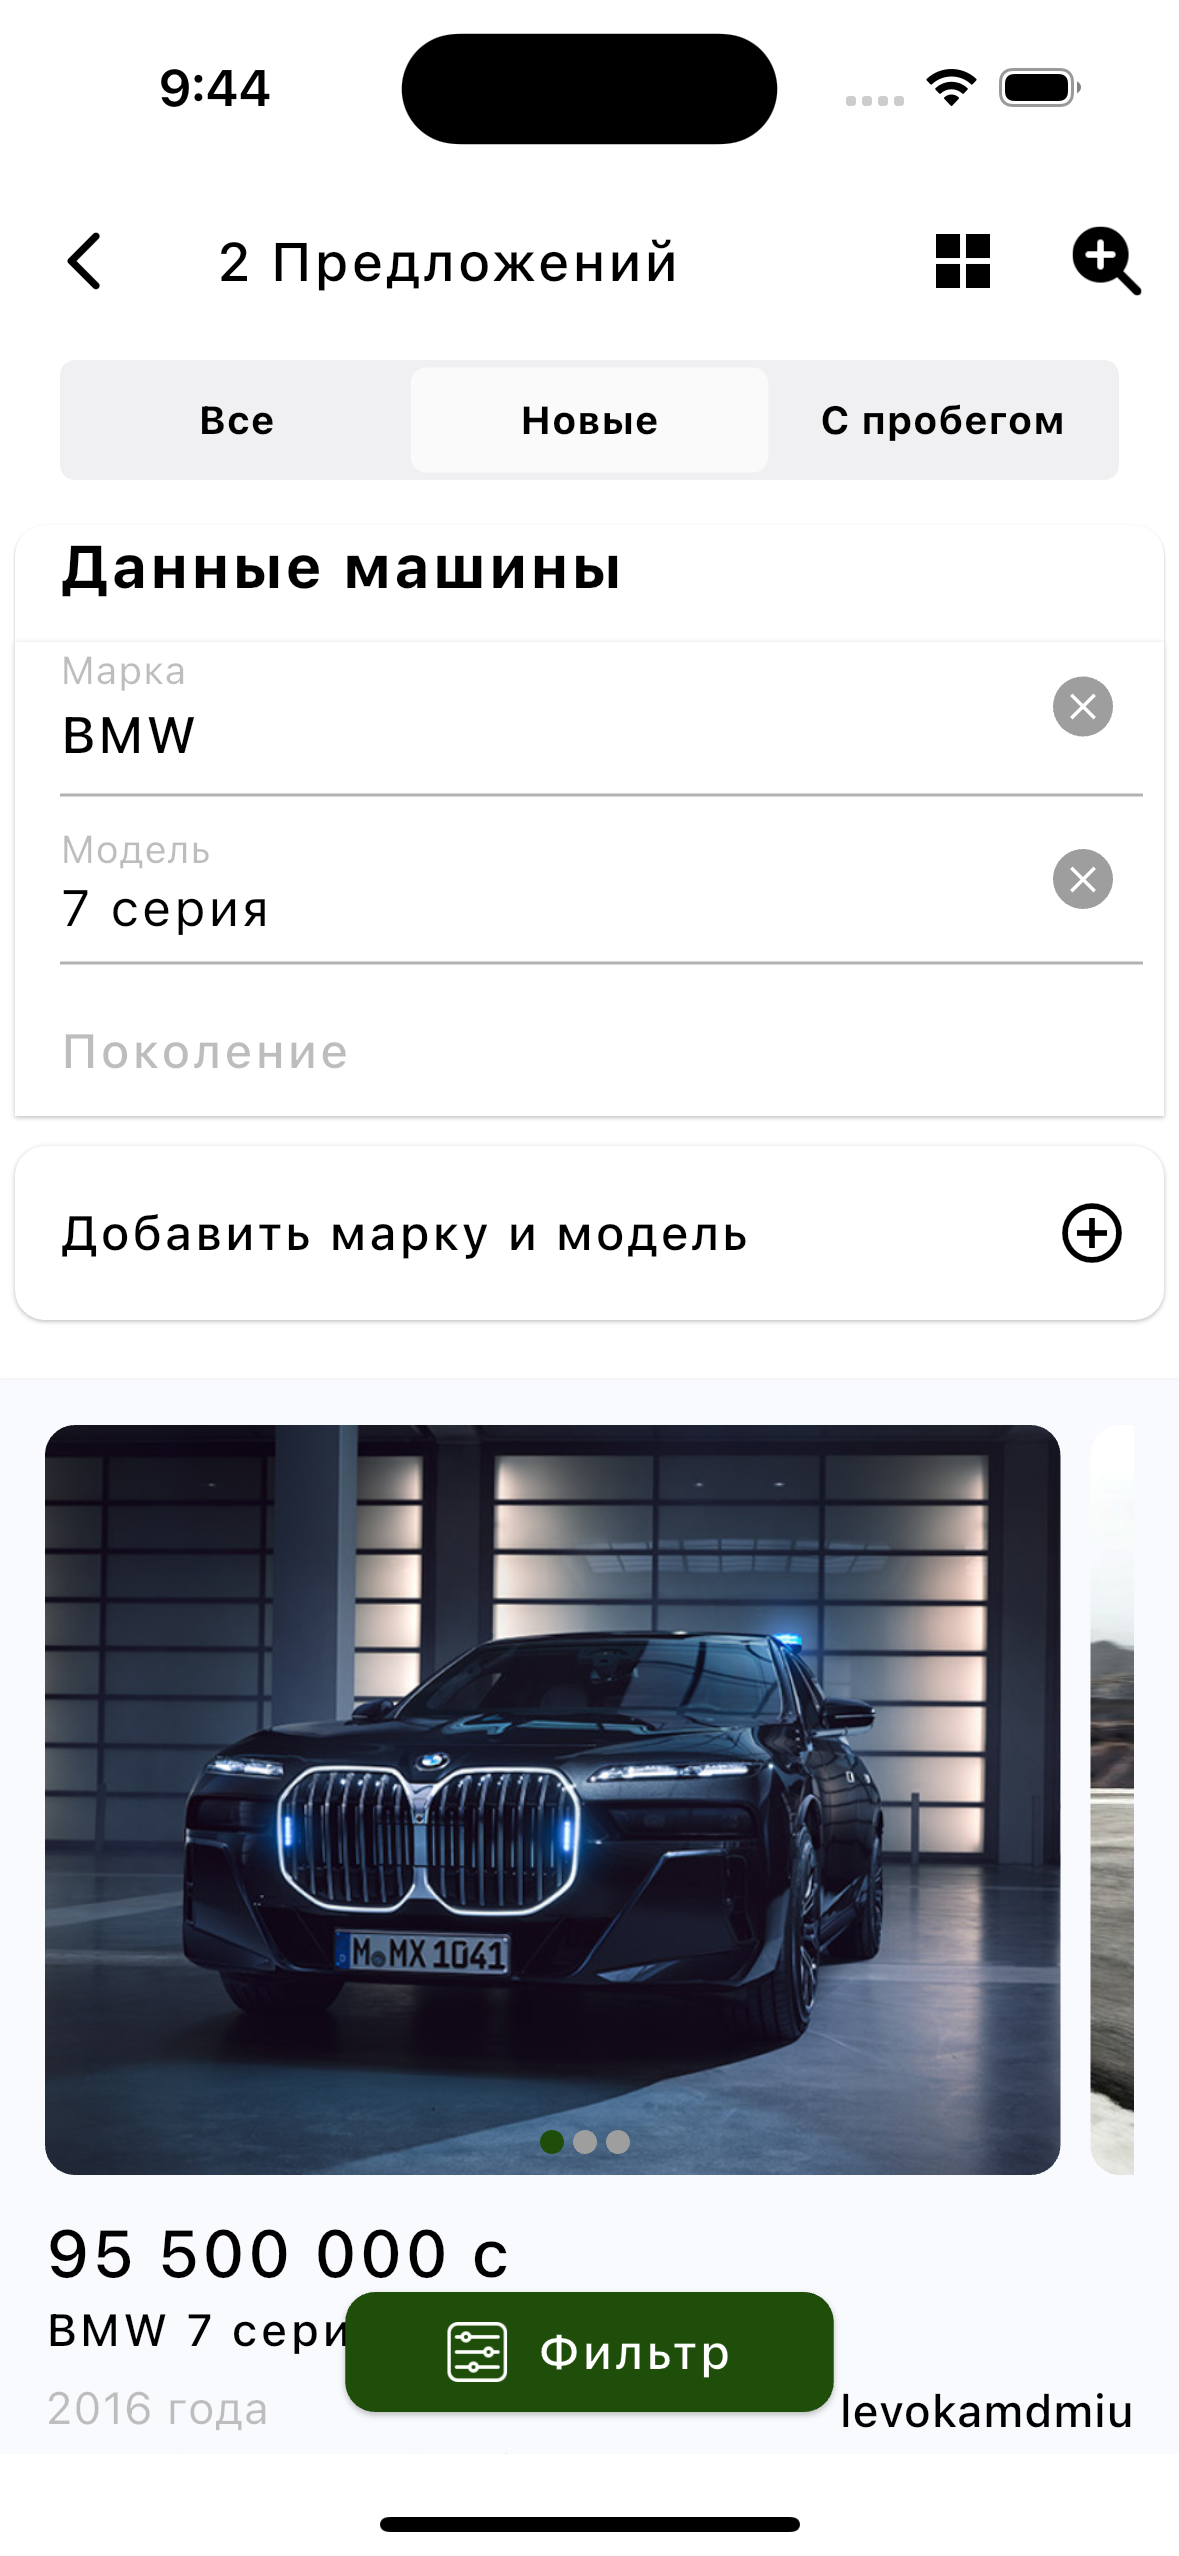 9:44
2 Предложений
Все
Новые
С пробегом
Данные машины
Марка
BMW
Модель
7 серия
Поколение
Добавить марку и модель
M MX 1041
95 500 000 с
BMW 7 сери
Фильтр
2016 года
levokamdmiu